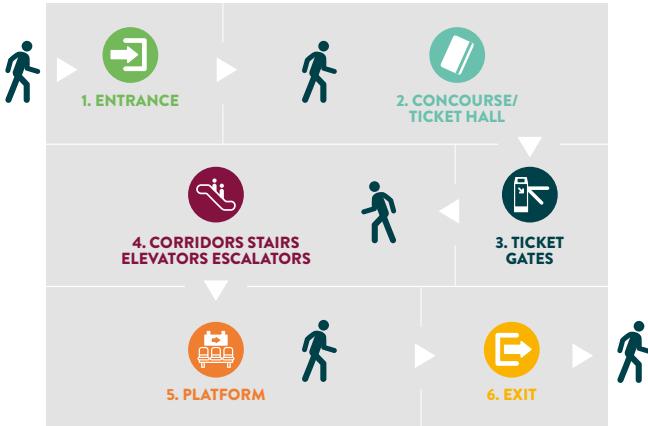 1. ENTRANCE
2. CONCOURSE/
TICKET HALL
3. TICKET
GATES
4. CORRIDORS STAIRS
ELEVATORS ESCALATORS
5. PLATFORM
6. EXIT